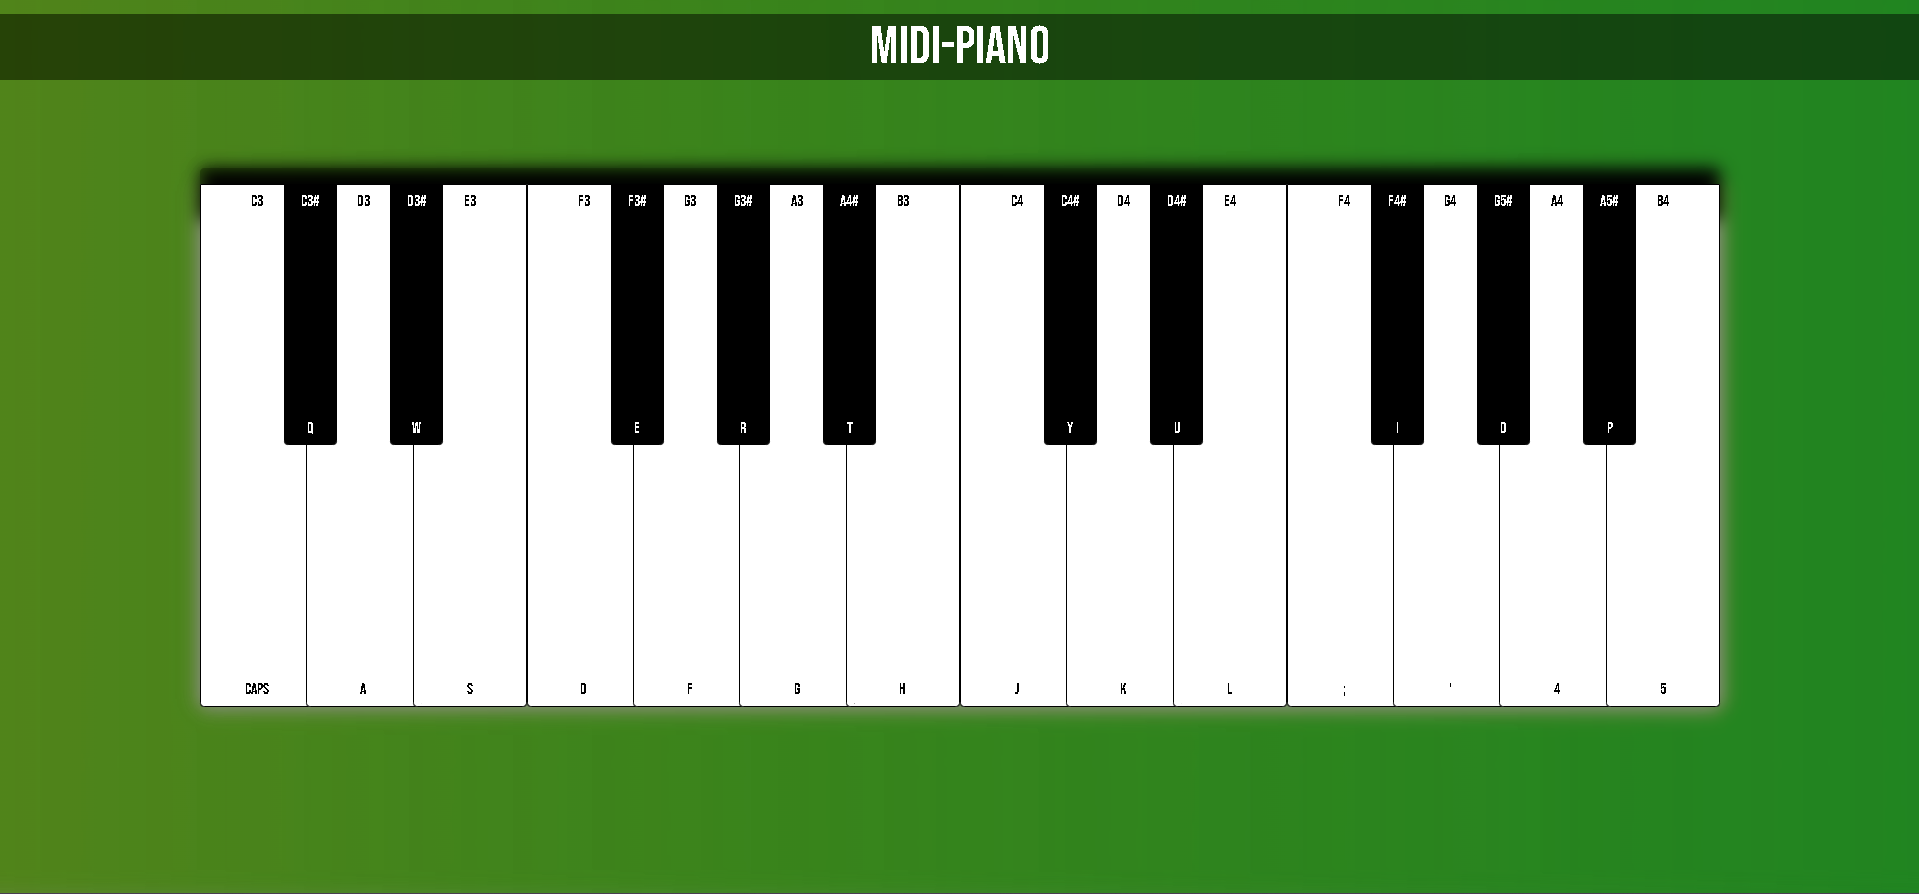 MIDI-PIANO
C3 C3# D3 D3# E3 F3 F3# G3 G3# A3 A4# B3 C4 C4# D4 D4# E4 F4 F4# G4 G5# A4 A5# B4
Q W E R T Y U I O P
CAPS A S D F G H J K L ; ' 4 5